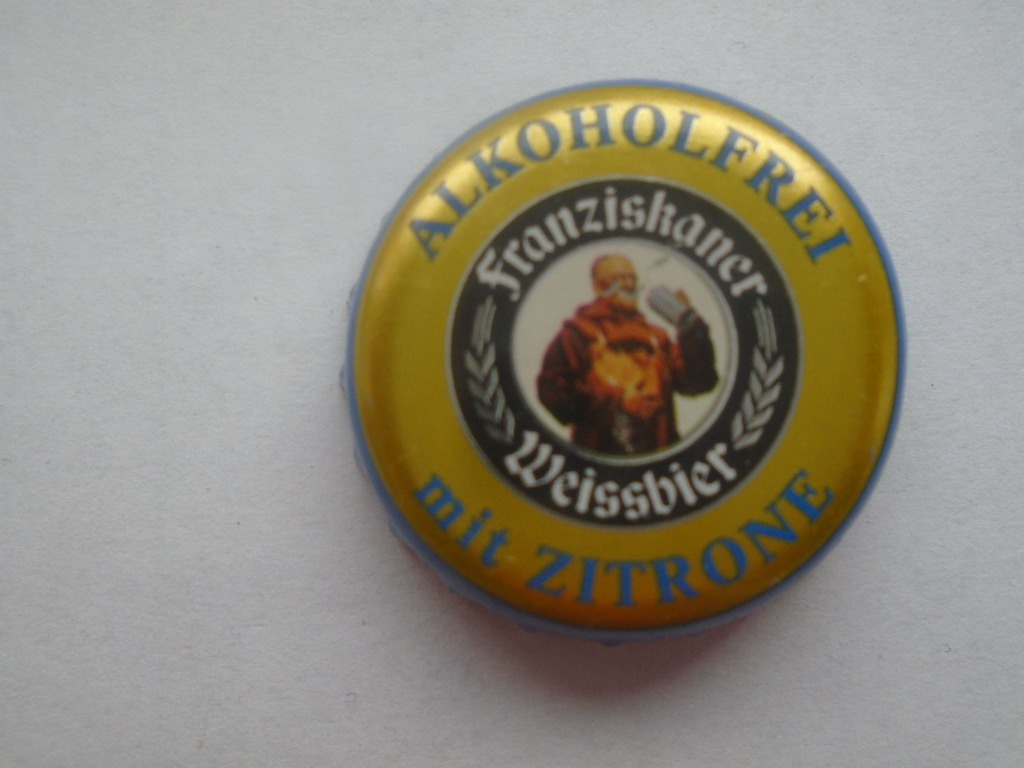 ALKOHOLFREI
Franziskaner
Weissbier
mit ZITRONE